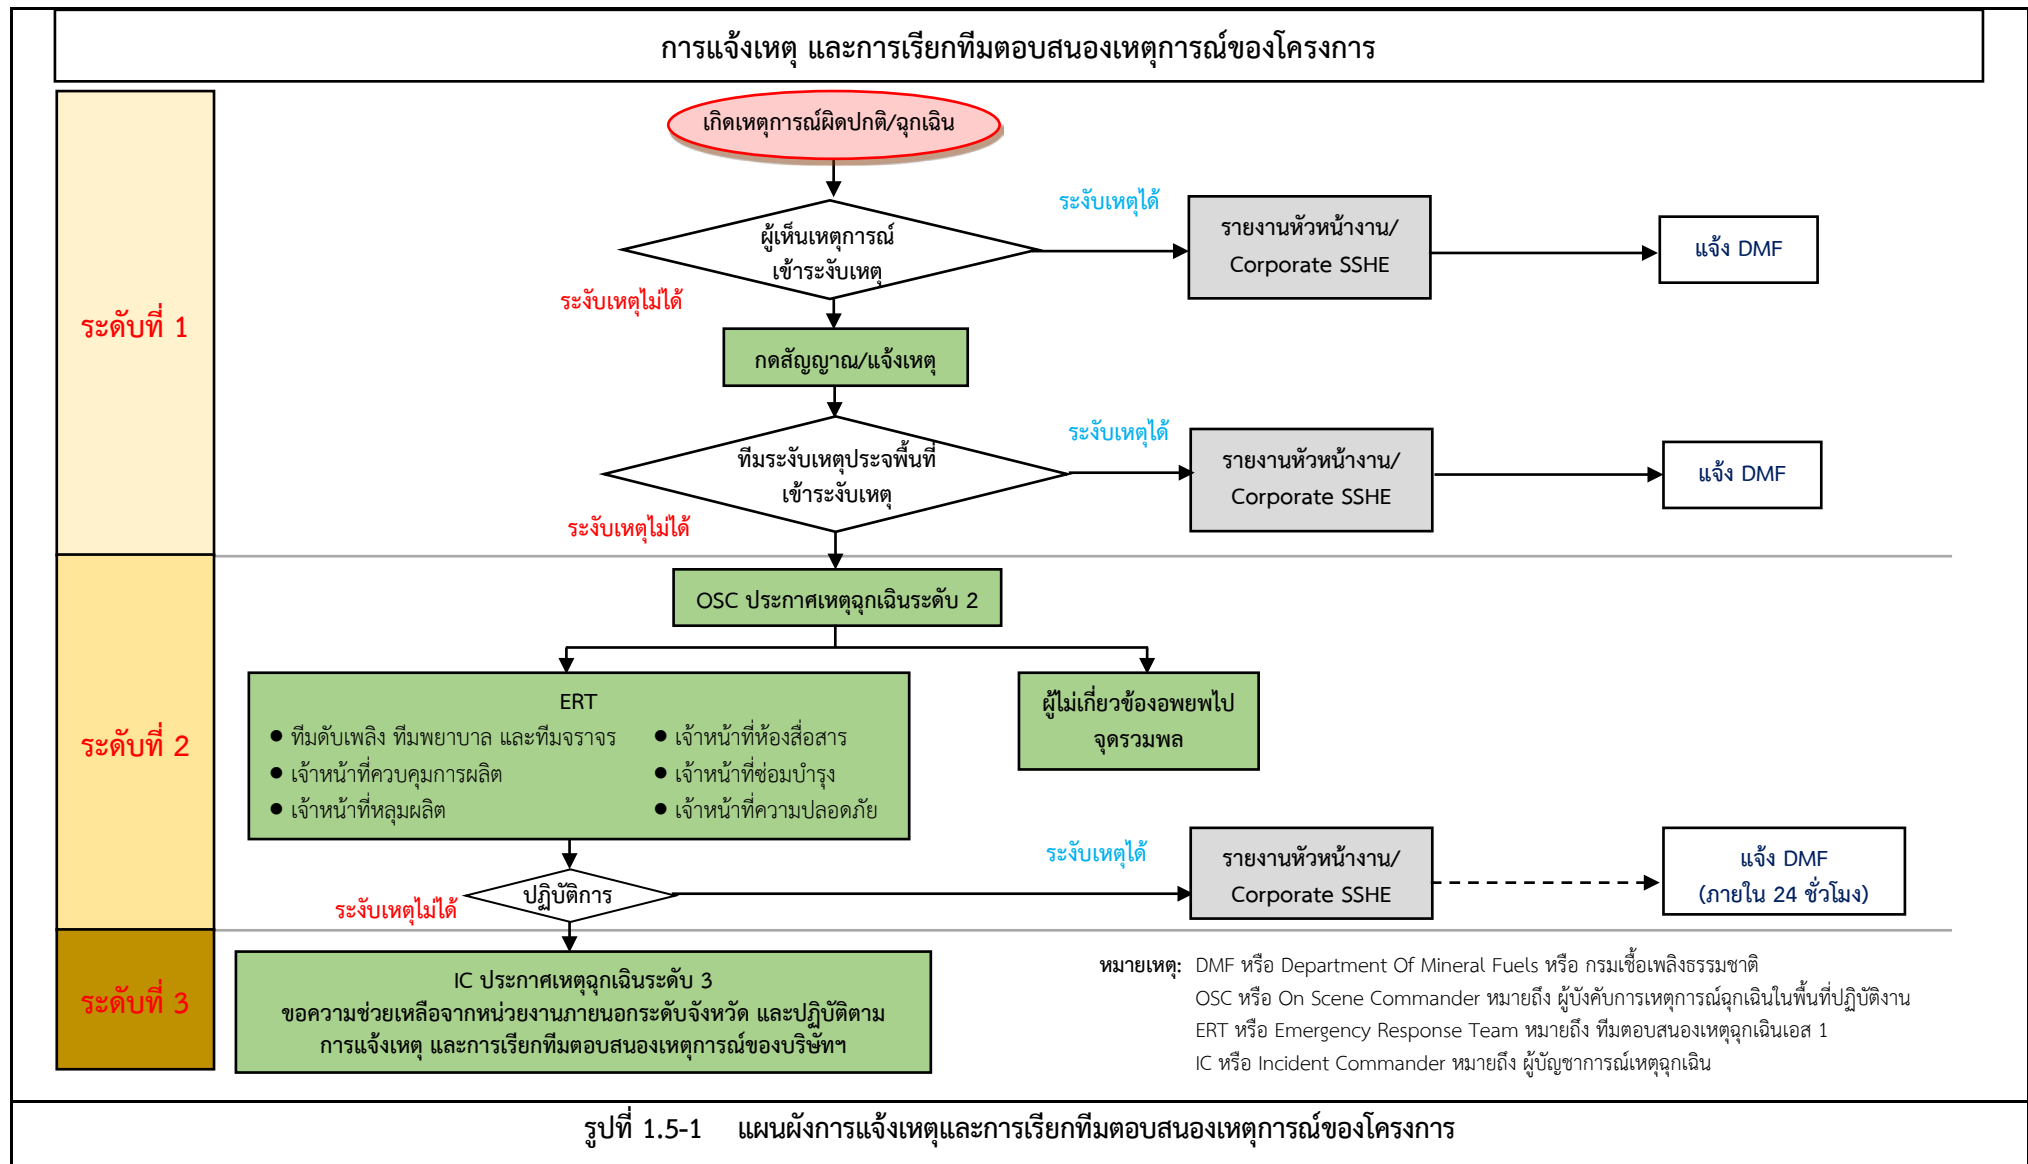 การแจ้งเหตุ และการเรียกทีมตอบสนองเหตุการณ์ของโครงการ
ระดับที่ 1
เกิดเหตุการณ์ผิดปกติ/ฉุกเฉิน
ผู้เห็นเหตุการณ์
เข้าระงับเหตุ
ระงับเหตุได้
รายงานหัวหน้างาน/
Corporate SSHE
แจ้ง DMF
ระงับเหตุไม่ได้
กดสัญญาณ/แจ้งเหตุ
ทีมระงับเหตุประจพื้นที่
เข้าระงับเหตุ
ระงับเหตุได้
รายงานหัวหน้างาน/
Corporate SSHE
แจ้ง DMF
ระงับเหตุไม่ได้
ระดับที่ 2
OSC ประกาศเหตุฉุกเฉินระดับ 2
ERT
● ทีมดับเพลิง ทีมพยาบาล และทีมจราจร
● เจ้าหน้าที่ควบคุมการผลิต
● เจ้าหน้าที่หลุมผลิต
● เจ้าหน้าที่ห้องสื่อสาร
● เจ้าหน้าที่ซ่อมบำรุง
● เจ้าหน้าที่ความปลอดภัย
ผู้ไม่เกี่ยวข้องอพยพไป
จุดรวมพล
ปฏิบัติการ
ระงับเหตุได้
รายงานหัวหน้างาน/
Corporate SSHE
แจ้ง DMF
(ภายใน 24 ชั่วโมง)
ระงับเหตุไม่ได้
ระดับที่ 3
IC ประกาศเหตุฉุกเฉินระดับ 3
ขอความช่วยเหลือจากหน่วยงานภายนอกระดับจังหวัด และปฏิบัติตาม
การแจ้งเหตุ และการเรียกทีมตอบสนองเหตุการณ์ของบริษัทฯ
หมายเหตุ: DMF หรือ Department Of Mineral Fuels หรือ กรมเชื้อเพลิงธรรมชาติ
OSC หรือ On Scene Commander หมายถึง ผู้บังคับการเหตุการณ์ฉุกเฉินในพื้นที่ปฏิบัติงาน
ERT หรือ Emergency Response Team หมายถึง ทีมตอบสนองเหตุฉุกเฉินเอส 1
IC หรือ Incident Commander หมายถึง ผู้บัญชาการณ์เหตุฉุกเฉิน
รูปที่ 1.5-1 แผนผังการแจ้งเหตุและการเรียกทีมตอบสนองเหตุการณ์ของโครงการ